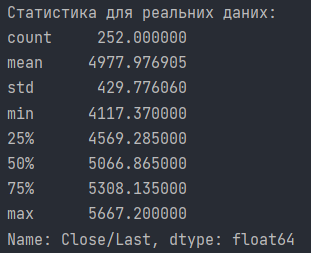 Статистика для реальних даних:
count     252.000000
mean     4977.976905
std       429.776060
min      4117.370000
25%      4569.285000
50%      5066.865000
75%      5308.135000
max      5667.200000
Name: Close/Last, dtype: float64